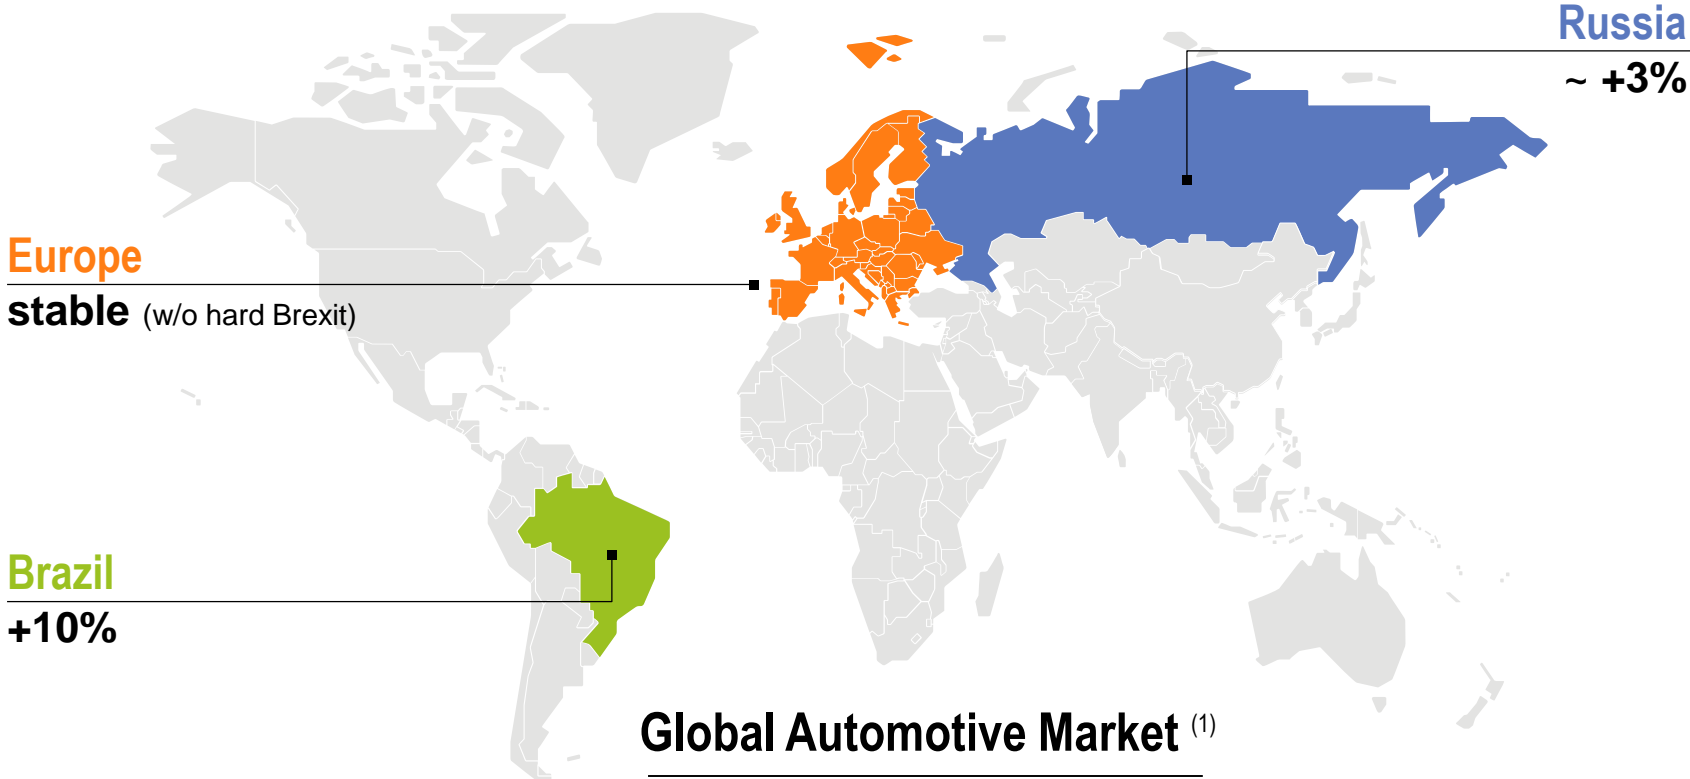 Russia
~ +3%
Europe
stable (w/o hard Brexit)
Brazil
+10%
Global Automotive Market (1)